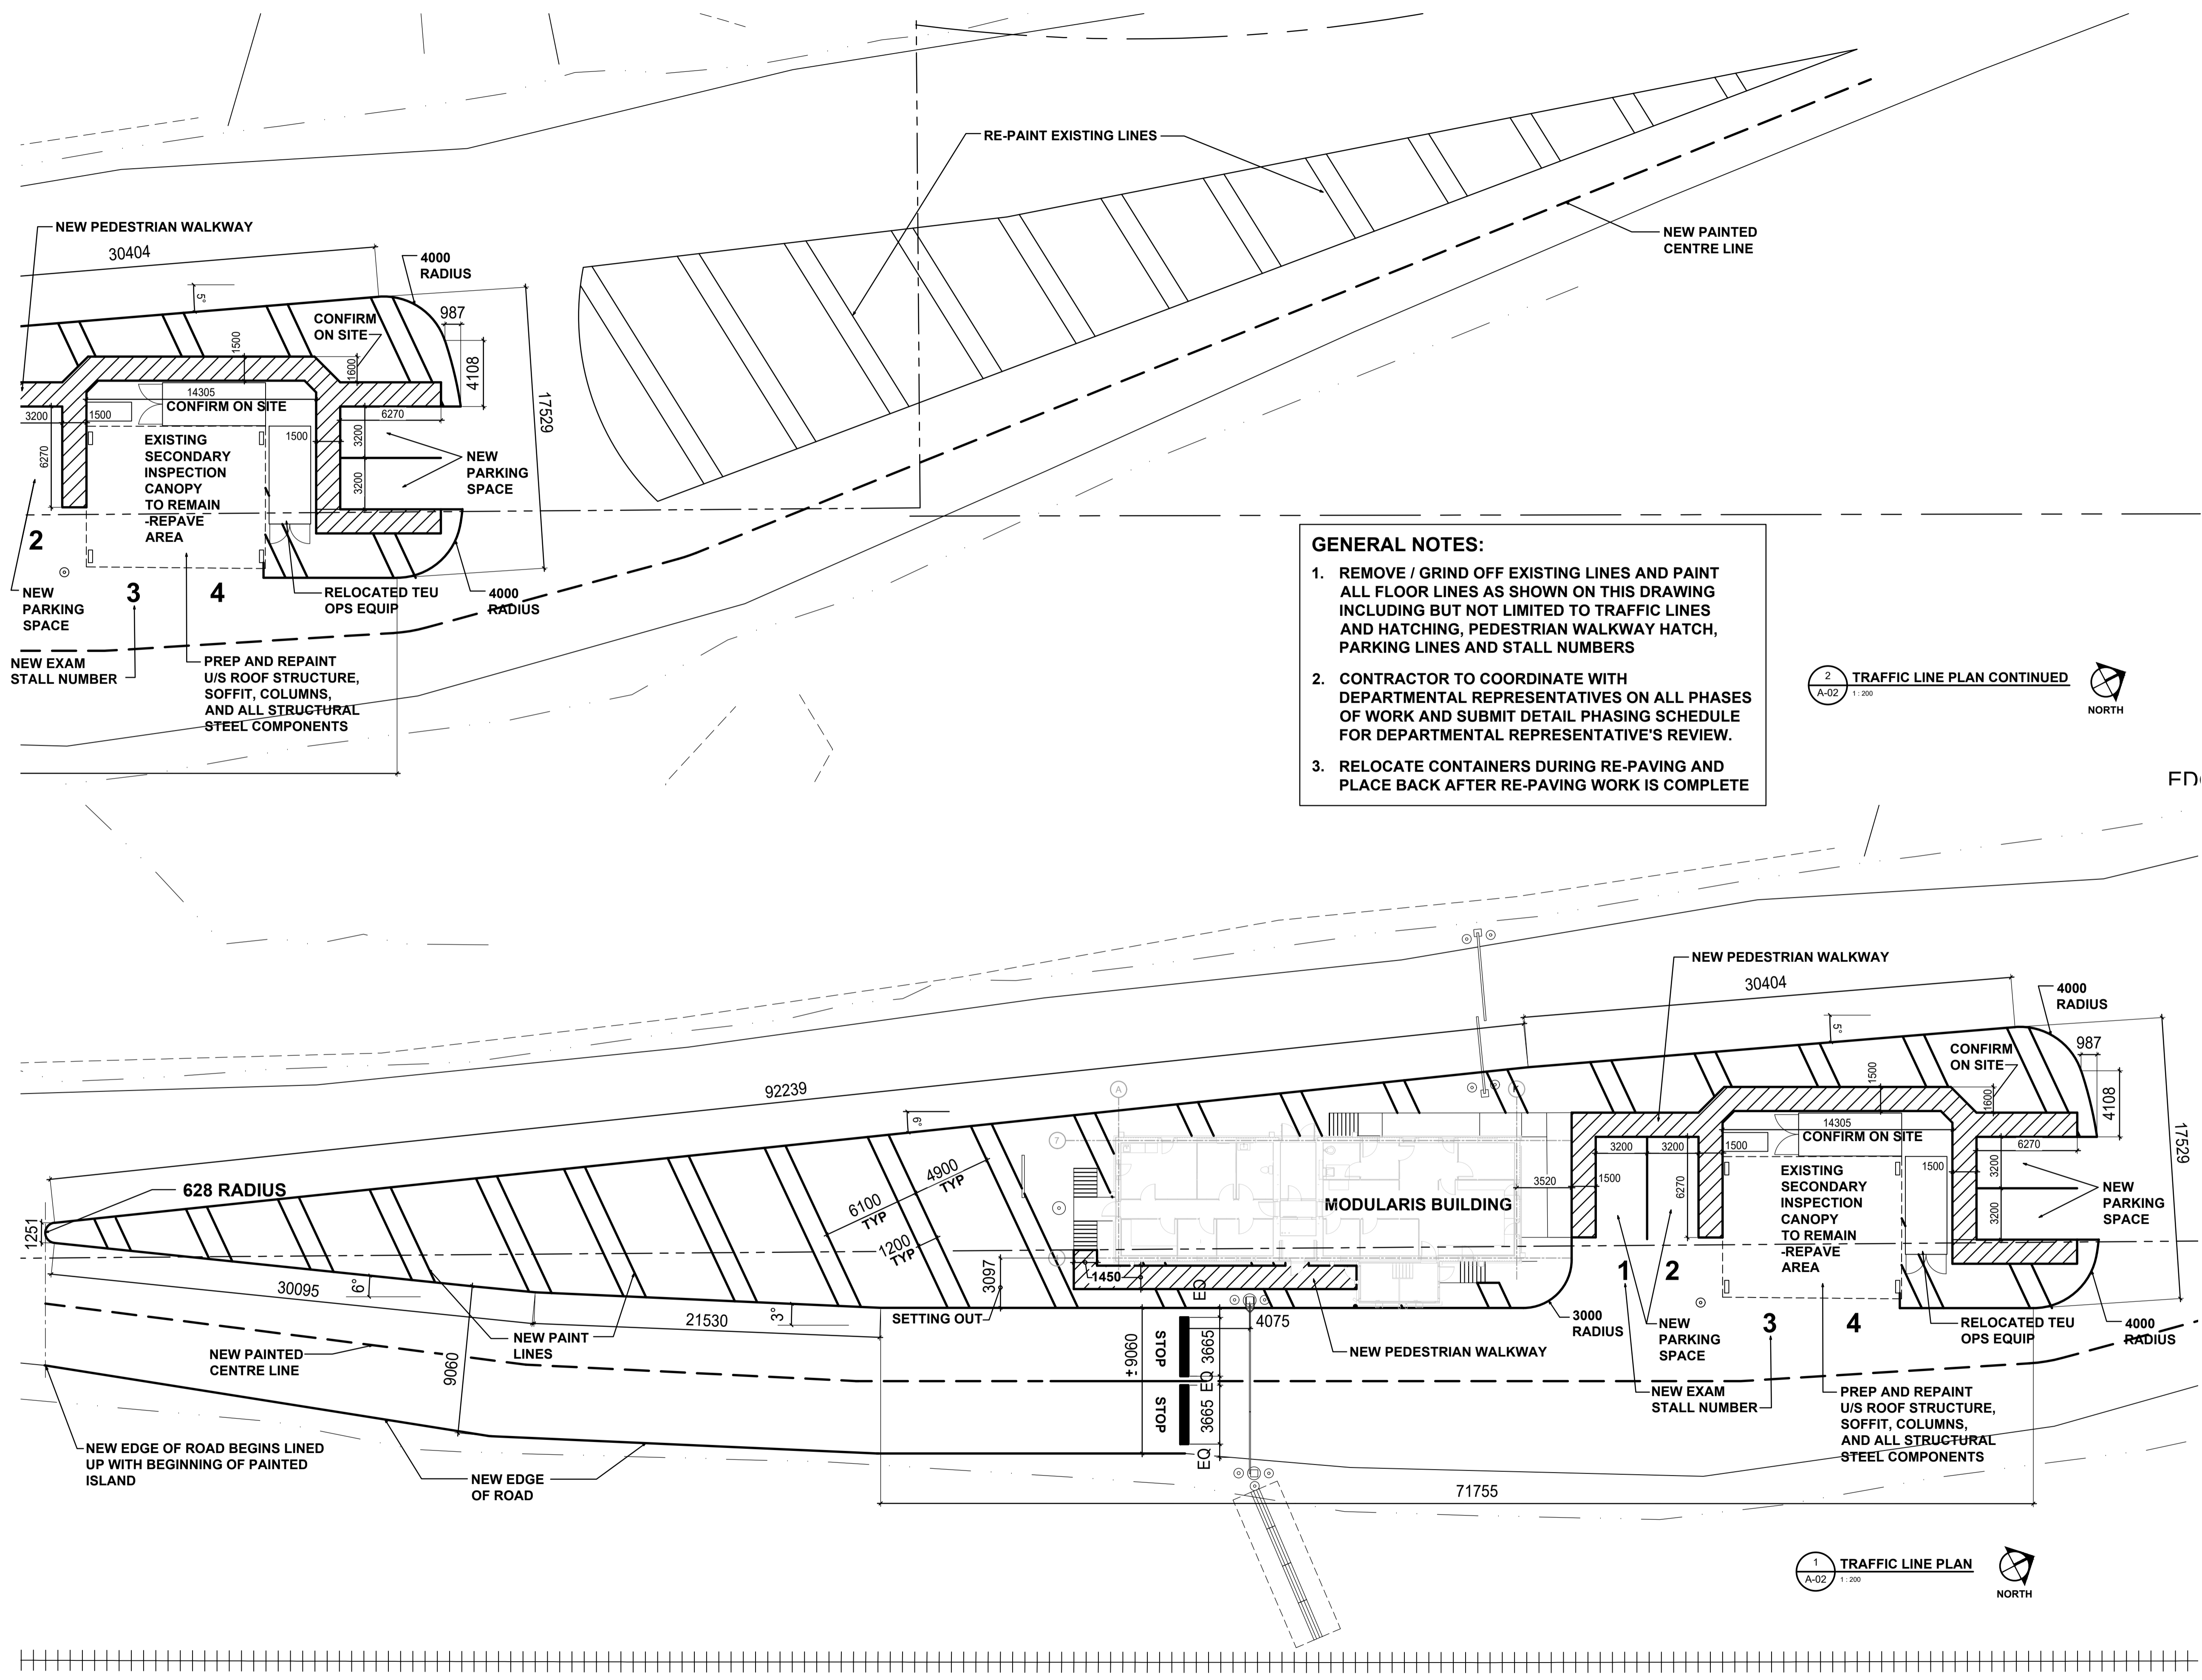 RE-PAINT EXISTING LINES
NEW PEDESTRIAN WALKWAY
30404
4000
RADIUS
NEW PAINTED
CENTRE LINE
5°
987
CONFIRM
ON SITE
1500
1600
4108
17529
14305
CONFIRM ON SITE
3200
1500
6270
6270
1500
3200
3200
EXISTING
SECONDARY
INSPECTION
CANOPY
TO REMAIN
-REPAVE
AREA
NEW
PARKING
SPACE
2
3
4
NEW
PARKING
SPACE
RELOCATED TEU
OPS EQUIP
4000
RADIUS
NEW EXAM
STALL NUMBER
PREP AND REPAINT
U/S ROOF STRUCTURE,
SOFFIT, COLUMNS,
AND ALL STRUCTURAL
STEEL COMPONENTS
GENERAL NOTES:
1. REMOVE / GRIND OFF EXISTING LINES AND PAINT
ALL FLOOR LINES AS SHOWN ON THIS DRAWING
INCLUDING BUT NOT LIMITED TO TRAFFIC LINES
AND HATCHING, PEDESTRIAN WALKWAY HATCH,
PARKING LINES AND STALL NUMBERS
2. CONTRACTOR TO COORDINATE WITH
DEPARTMENTAL REPRESENTATIVES ON ALL PHASES
OF WORK AND SUBMIT DETAIL PHASING SCHEDULE
FOR DEPARTMENTAL REPRESENTATIVE'S REVIEW.
3. RELOCATE CONTAINERS DURING RE-PAVING AND
PLACE BACK AFTER RE-PAVING WORK IS COMPLETE
2
A-02
TRAFFIC LINE PLAN CONTINUED
1 : 200
NORTH
NEW PEDESTRIAN WALKWAY
30404
4000
RADIUS
5°
987
CONFIRM
ON SITE
1500
1600
4108
17529
92239
6°
A
7
628 RADIUS
1251
4900
TYP
6100
TYP
1200
TYP
MODULARIS BUILDING
3520
1500
3200
3200
1500
6270
14305
CONFIRM ON SITE
1500
6270
3200
3200
EXISTING
SECONDARY
INSPECTION
CANOPY
TO REMAIN
-REPAVE
AREA
NEW
PARKING
SPACE
30095
6°
21530
3°
3097
1450
EQ
SETTING OUT
4075
NEW PAINT
LINES
NEW PAINTED
CENTRE LINE
9060
±9060
STOP
STOP
3665
EQ
3665
EQ
NEW PEDESTRIAN WALKWAY
3000
RADIUS
1
2
3
4
NEW
PARKING
SPACE
RELOCATED TEU
OPS EQUIP
4000
RADIUS
NEW EXAM
STALL NUMBER
PREP AND REPAINT
U/S ROOF STRUCTURE,
SOFFIT, COLUMNS,
AND ALL STRUCTURAL
STEEL COMPONENTS
NEW EDGE OF ROAD BEGINS LINED
UP WITH BEGINNING OF PAINTED
ISLAND
NEW EDGE
OF ROAD
71755
1
A-02
TRAFFIC LINE PLAN
1 : 200
NORTH